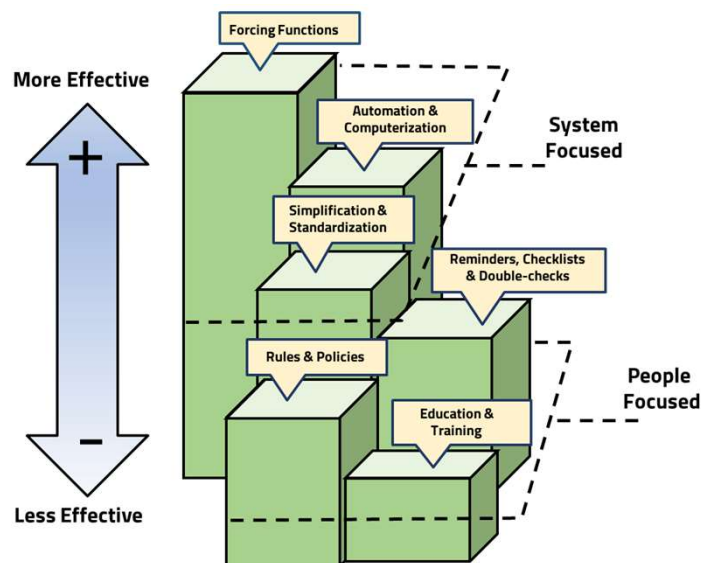 Forcing Functions
More Effective
+
Automation &
Computerization
System
Focused
Simplification &
Standardization
Reminders, Checklists
& Double-checks
Rules & Policies
People
Focused
Education &
Training
-
Less Effective